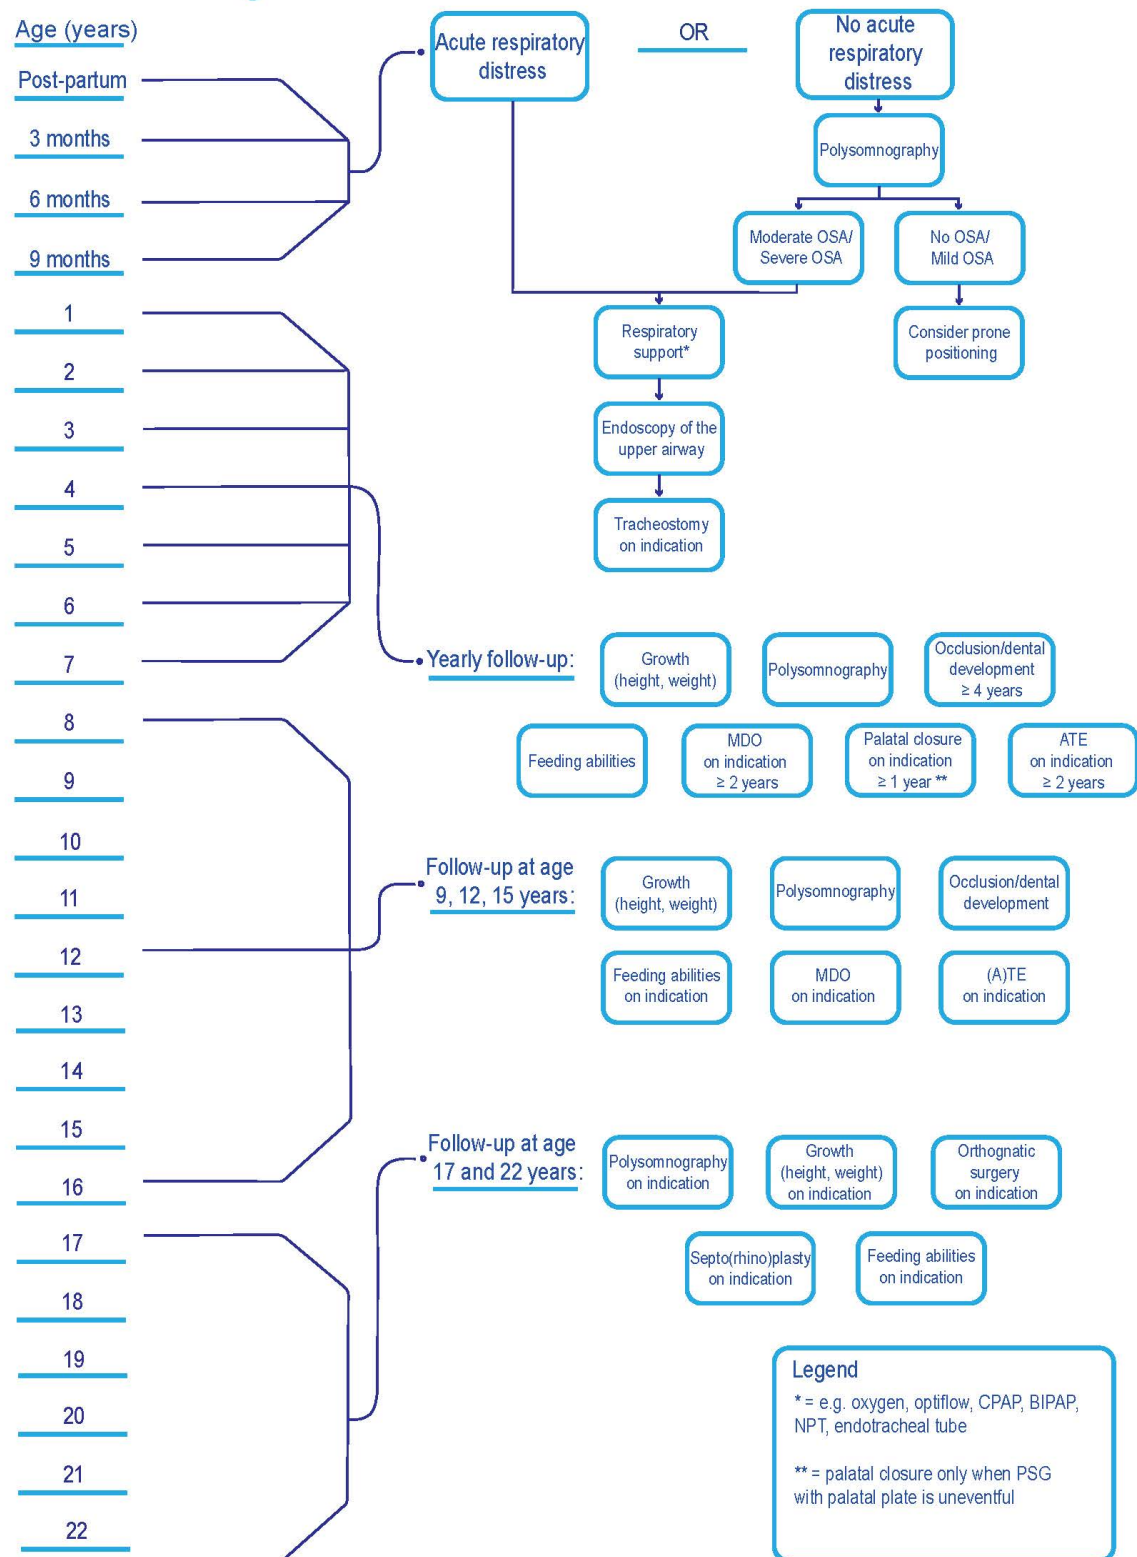 Age (years)
Post-partum
3 months
6 months
9 months
1
2
3
4
5
6
7
8
9
10
11
12
13
14
15
16
17
18
19
20
21
22
Acute respiratory
distress
OR
No acute
respiratory
distress
Polysomnography
Moderate OSA/
Severe OSA
No OSA/
Mild OSA
Respiratory
support*
Consider prone
positioning
Endoscopy of the
upper airway
Tracheostomy
on indication
Yearly follow-up:
Growth
(height, weight)
Polysomnography
Occlusion/dental
development
≥ 4 years
Feeding abilities
MDO
on indication
≥ 2 years
Palatal closure
on indication
≥ 1 year **
ATE
on indication
≥ 2 years
Follow-up at age
9, 12, 15 years:
Growth
(height, weight)
Polysomnography
Occlusion/dental
development
Feeding abilities
on indication
MDO
on indication
(A)TE
on indication
Follow-up at age
17 and 22 years:
Polysomnography
on indication
Growth
(height, weight)
on indication
Orthognatic
surgery
on indication
Septo(rhino)plasty
on indication
Feeding abilities
on indication
Legend
* = e.g. oxygen, optiflow, CPAP, BIPAP,
NPT, endotracheal tube
** = palatal closure only when PSG
with palatal plate is uneventful